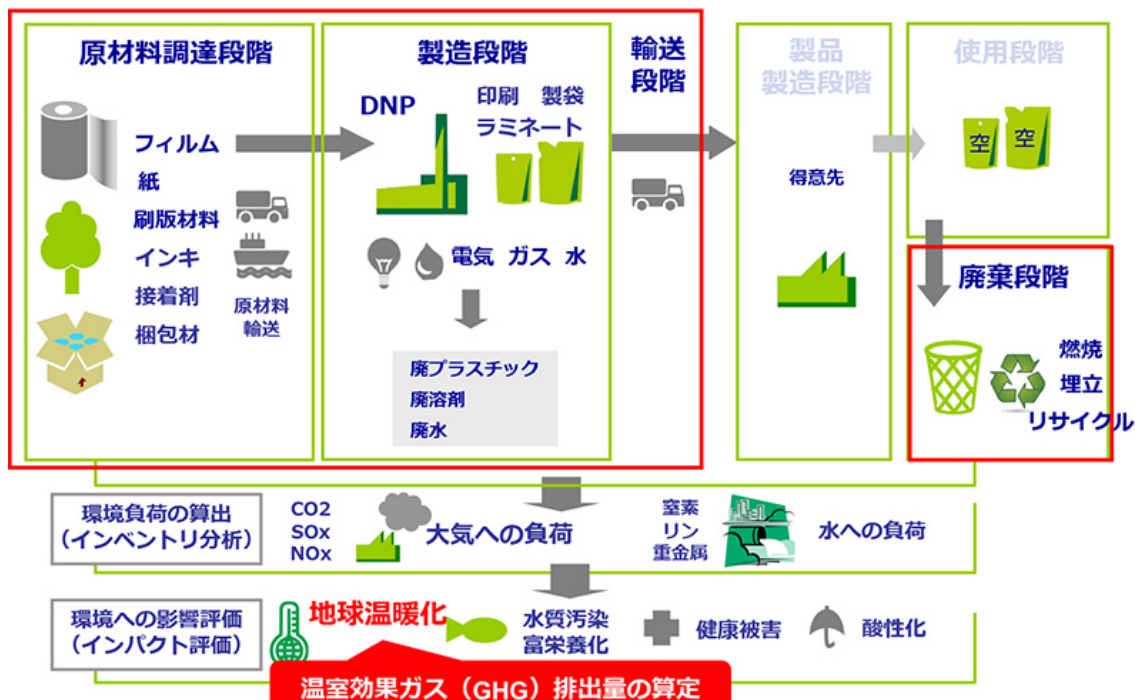 原材料調達段階
フィルム
紙
刷版材料
インキ
接着剤
梱包材
原材料
輸送
製造段階
DNP
印刷 製袋
ラミネート
電気 ガス 水
廃プラスチック
廃溶剤
廃水
輸送
段階
製品
製造段階
得意先
使用段階
空
空
廃棄段階
燃焼
埋立
リサイクル
環境負荷の算出
(インベントリ分析)
CO2
SOx
NOx
大気への負荷
窒素
リン
重金属
水への負荷
環境への影響評価
(インパクト評価)
地球温暖化
水質汚染
富栄養化
健康被害
酸性化
温室効果ガス（GHG）排出量の算定